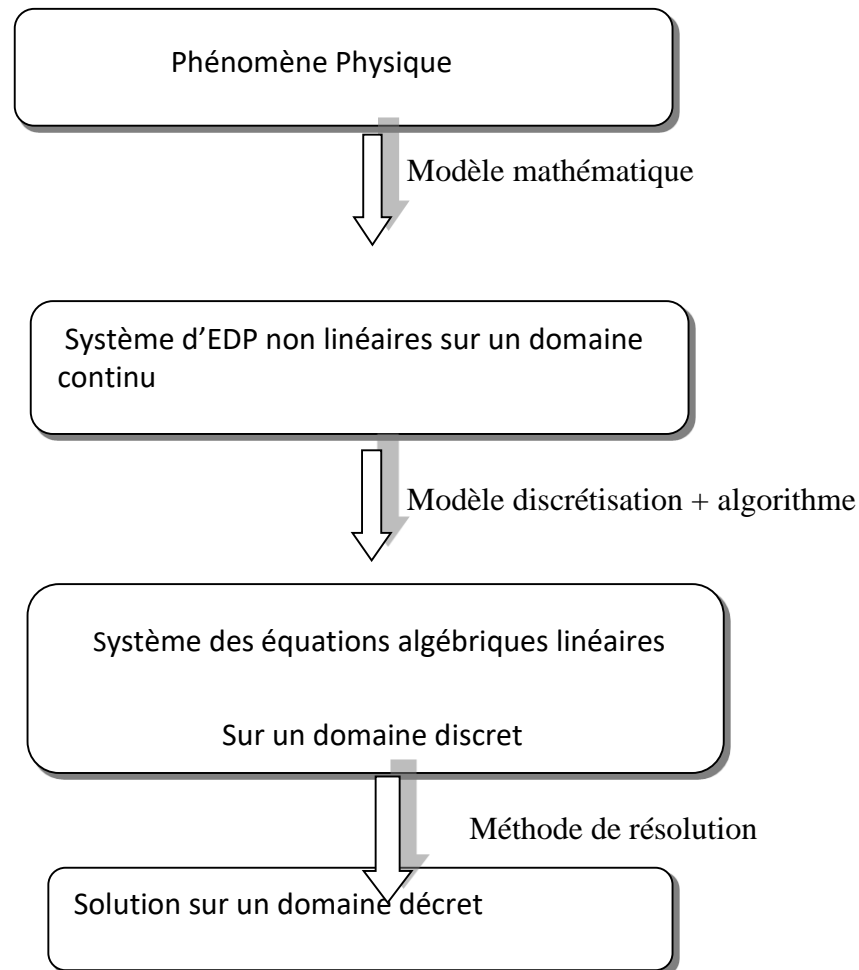 Phénomène Physique
Modèle mathématique
Système d’EDP non linéaires sur un domaine
continu
Modèle discrétisation + algorithme
Système des équations algébriques linéaires
Sur un domaine discret
Méthode de résolution
Solution sur un domaine décret